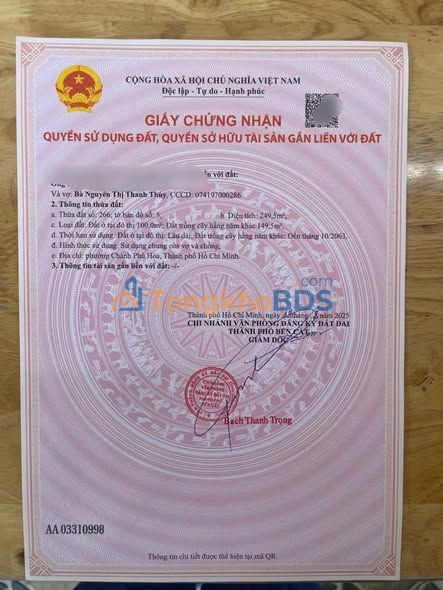 CỘNG HÒA XÃ HỘI CHỦ NGHĨA VIỆT NAM
Độc lập - Tự do - Hạnh phúc
GIẤY CHỨNG NHẬN
QUYỀN SỬ DỤNG ĐẤT, QUYỀN SỞ HỮU TÀI SẢN GẮN LIỀN VỚI ĐẤT
n với đất:
Và vợ: Bà Nguyễn Thị Thanh Thúy, CCCD: 074197000286
2. Thông tin thửa đất:
a. Thửa đất số: 266; tờ bản đồ số: 5, b. Diện tích: 249,5m²,
c. Loại đất: Đất ở tại đô thị 100,0m²; Đất trồng cây hằng năm khác 149,5m²,
d. Thời hạn sử dụng: Đất ở tại đô thị: Lâu dài; Đất trồng cây hằng năm khác: Đến tháng 10/2063,
đ. Hình thức sử dụng: Sử dụng chung của vợ và chồng,
e. Địa chỉ: phường Chánh Phú Hòa, Thành phố Hồ Chí Minh.
3. Thông tin tài sản gắn liền với đất: -/-
TongkhoBDS.com
Thành phố Hồ Chí Minh, ngày tháng năm 2025
CHI NHÁNH VĂN PHÒNG ĐĂNG KÝ ĐẤT ĐAI
THÀNH PHỐ BẾN CÁT
GIÁM ĐỐC
Bạch Thanh Trọng
AA 03310998
Thông tin chi tiết được thể hiện tại mã QR.